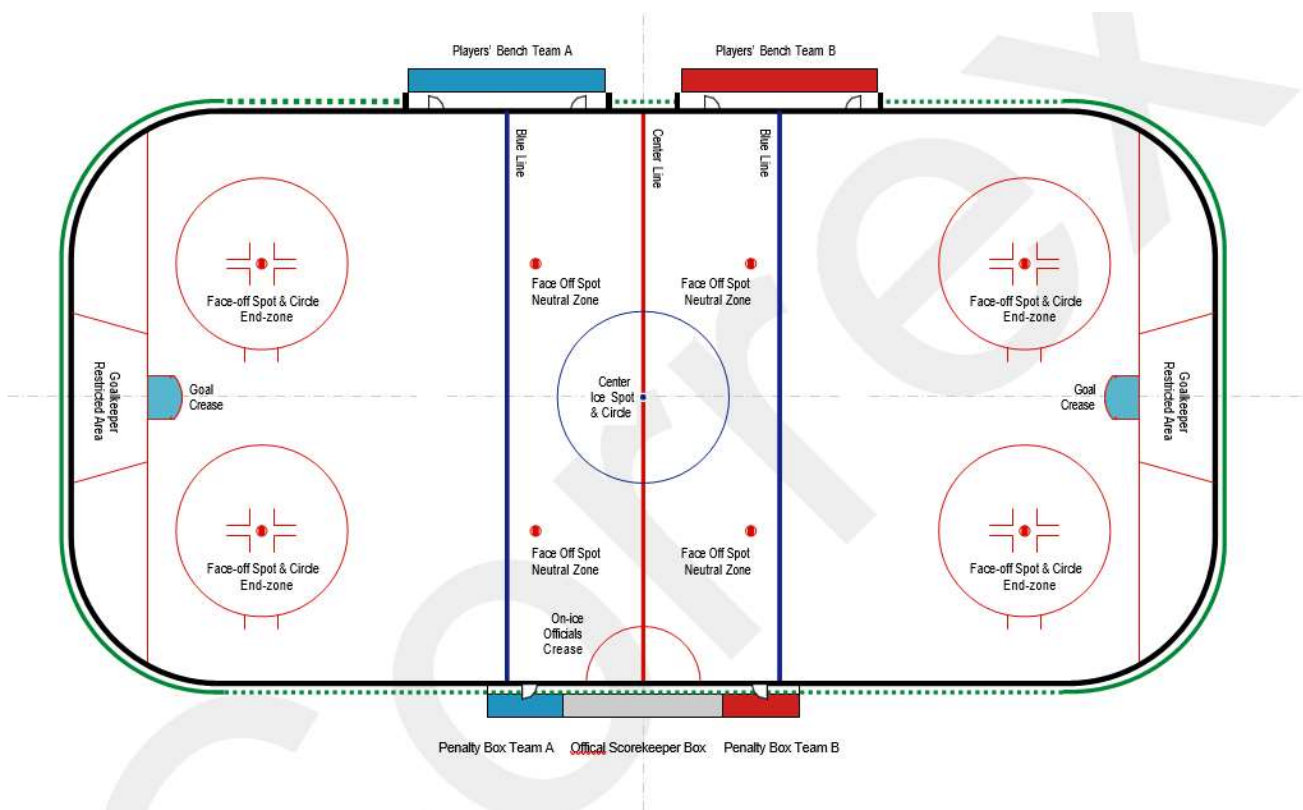 Players' Bench Team A
Players' Bench Team B
Blue Line
Center Line
Blue Line
Face-off Spot & Circle
End-zone
Face Off Spot
Neutral Zone
Face Off Spot
Neutral Zone
Face-off Spot & Circle
End-zone
Goalkeeper
Restricted Area
Goal
Crease
Center
Ice Spot
& Circle
Goal
Crease
Goalkeeper
Restricted Area
Face-off Spot & Circle
End-zone
Face Off Spot
Neutral Zone
Face Off Spot
Neutral Zone
Face-off Spot & Circle
End-zone
On-ice
Officials
Crease
Penalty Box Team A
Offical Scorekeeper Box
Penalty Box Team B
correx